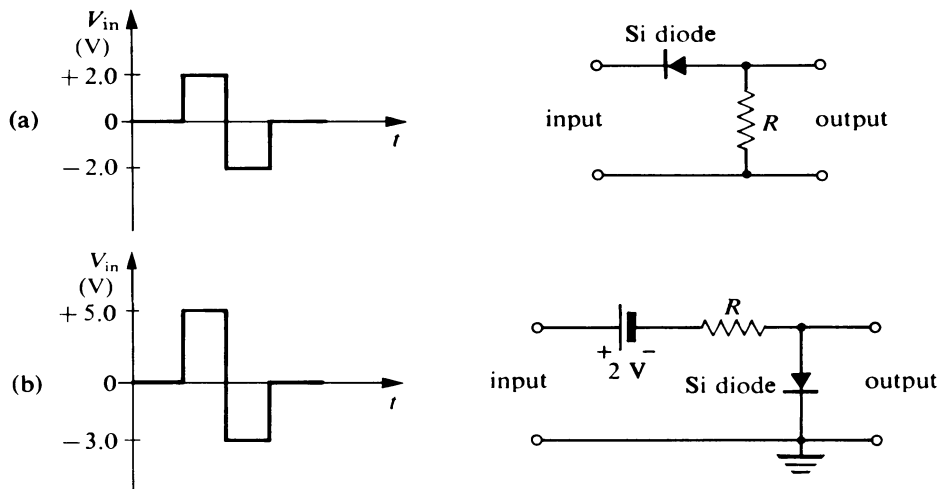 V_in
(V)
+ 2.0
0
− 2.0
t
(a)
Si diode
input
R
output
V_in
(V)
+ 5.0
0
− 3.0
t
(b)
R
+ −
2 V
input
Si diode
output